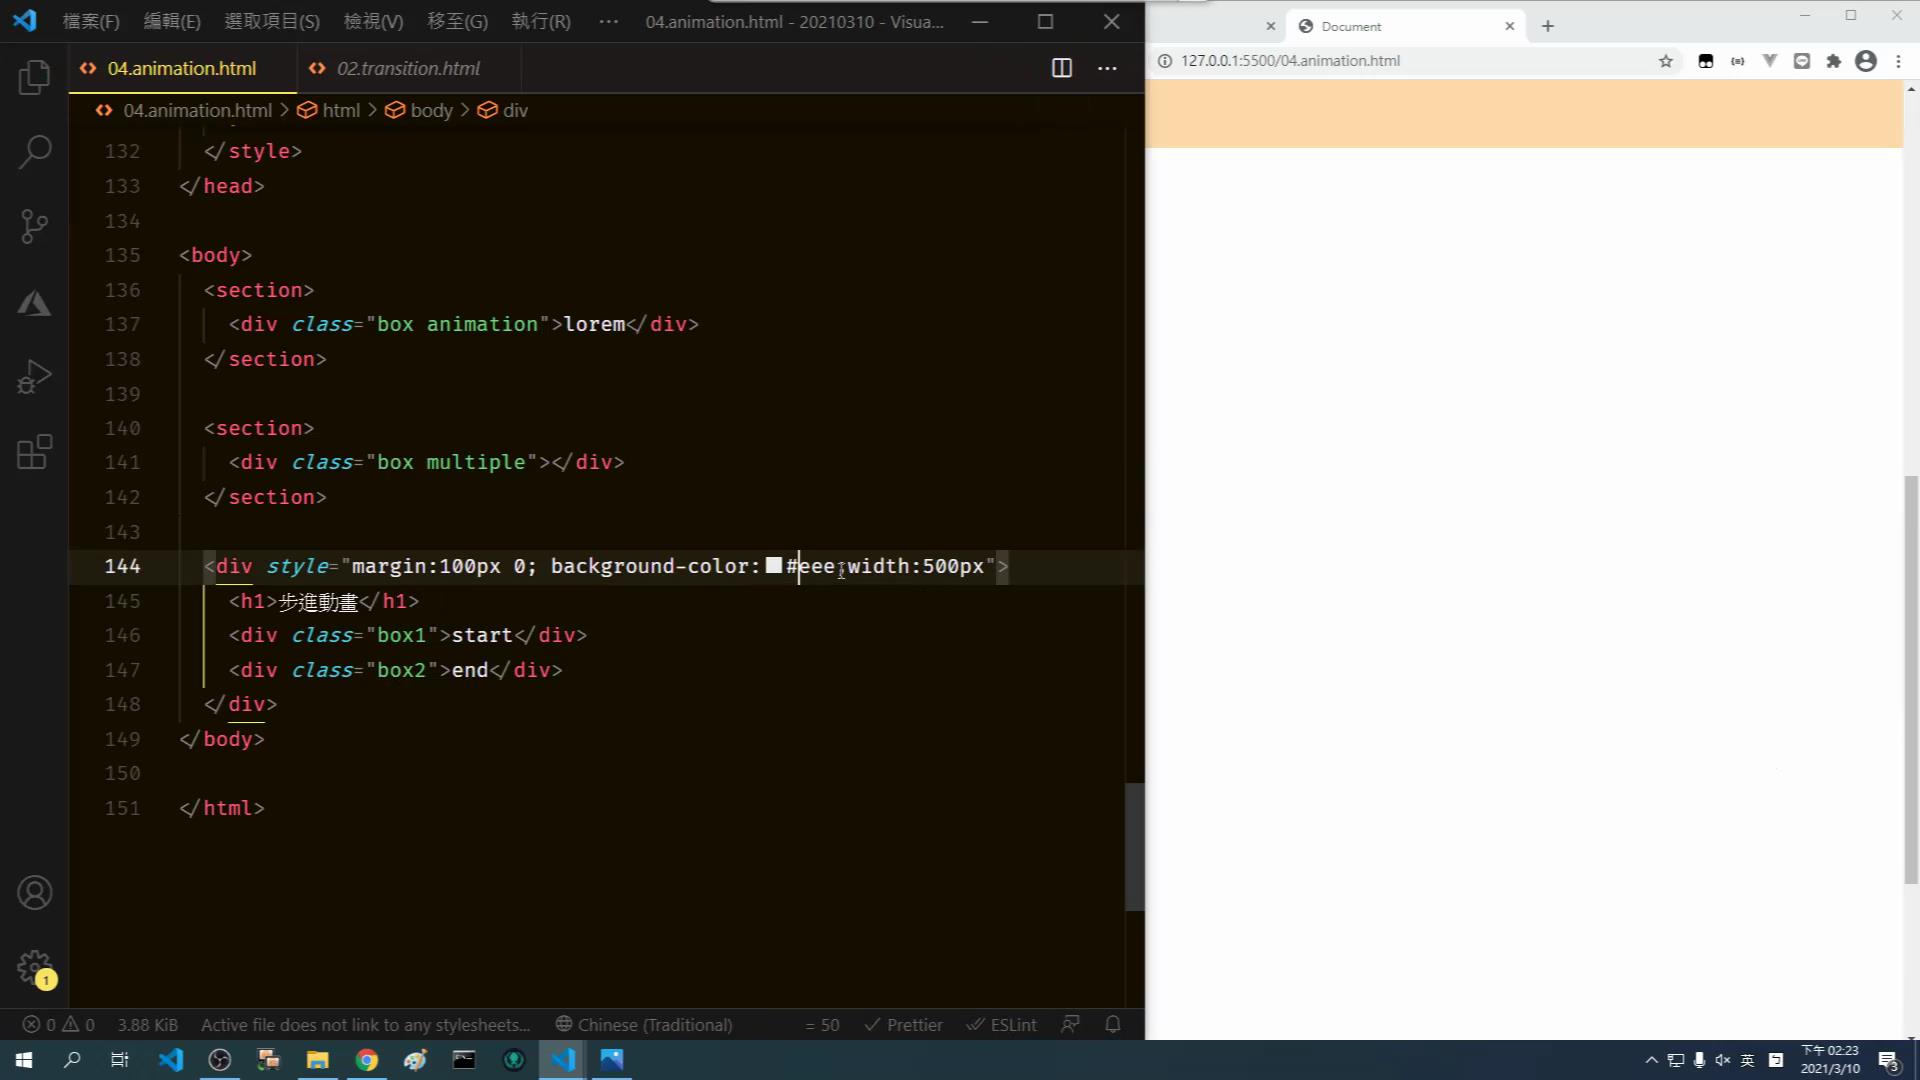 檔案(F) 編輯(E) 選取項目(S) 檢視(V) 移至(G) 執行(R) ··· 04.animation.html - 20210310 - Visua...
04.animation.html 02.transition.html
04.animation.html > html > body > div
132 </style>
133 </head>
134
135 <body>
136 <section>
137 <div class="box animation">lorem</div>
138 </section>
139
140 <section>
141 <div class="box multiple"></div>
142 </section>
143
144 <div style="margin:100px 0; background-color:#eee;width:500px">
145 <h1>步進動畫</h1>
146 <div class="box1">start</div>
147 <div class="box2">end</div>
148 </div>
149 </body>
150
151 </html>
1
0 0 3.88 KiB Active file does not link to any stylesheets... Chinese (Traditional) = 50 Prettier ESLint
Document
127.0.0.1:5500/04.animation.html
英
下午 02:23
2021/3/10
3